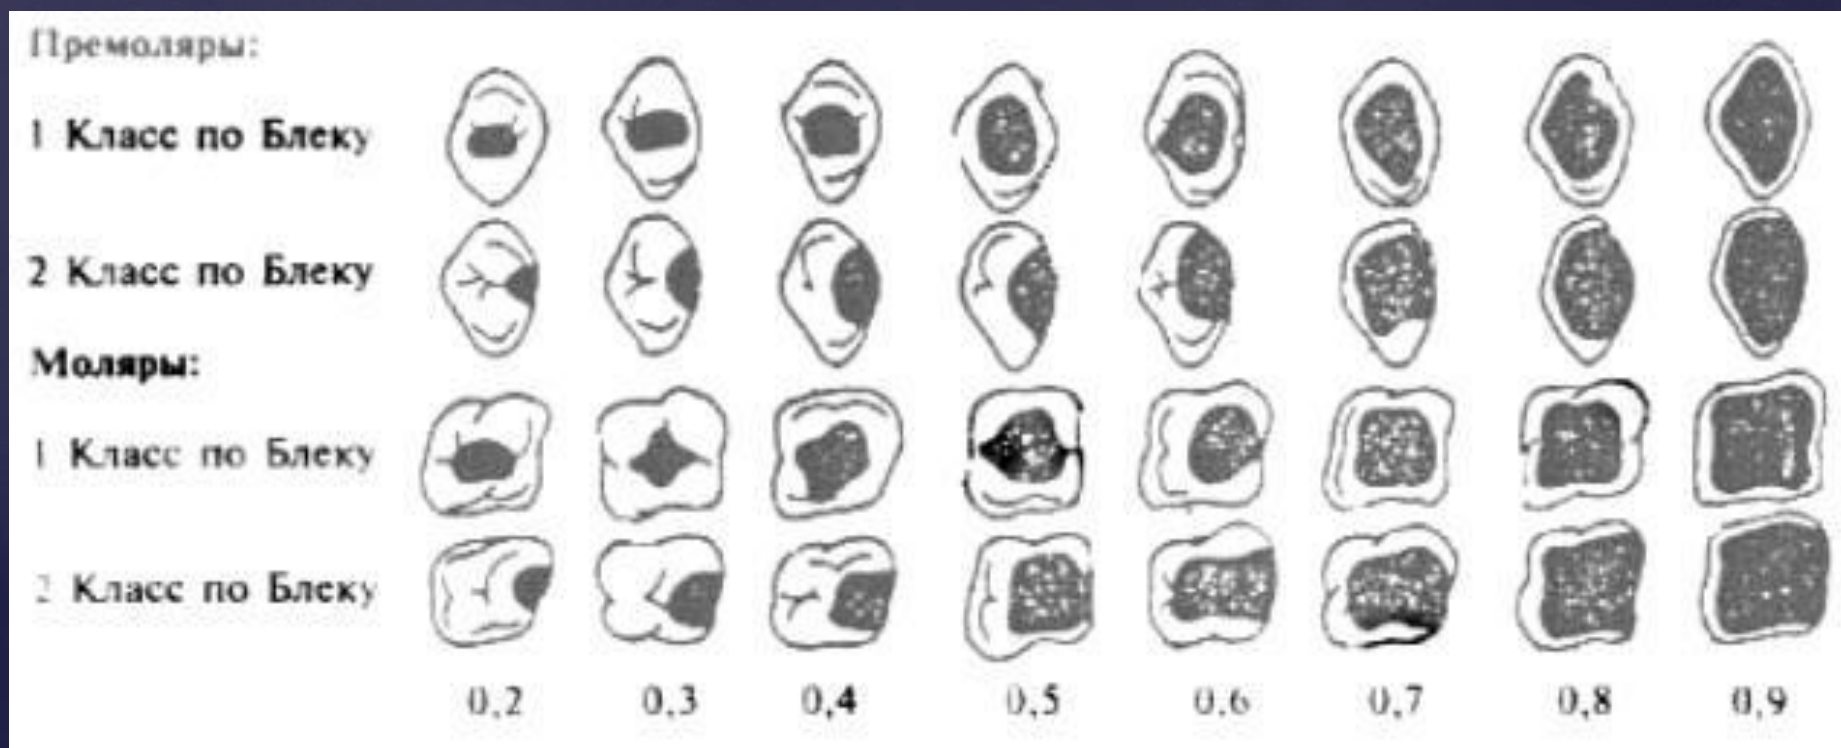 Премоляры:
1 Класс по Блеку
2 Класс по Блеку
Моляры:
1 Класс по Блеку
2 Класс по Блеку
0,2 0,3 0,4 0,5 0,6 0,7 0,8 0,9